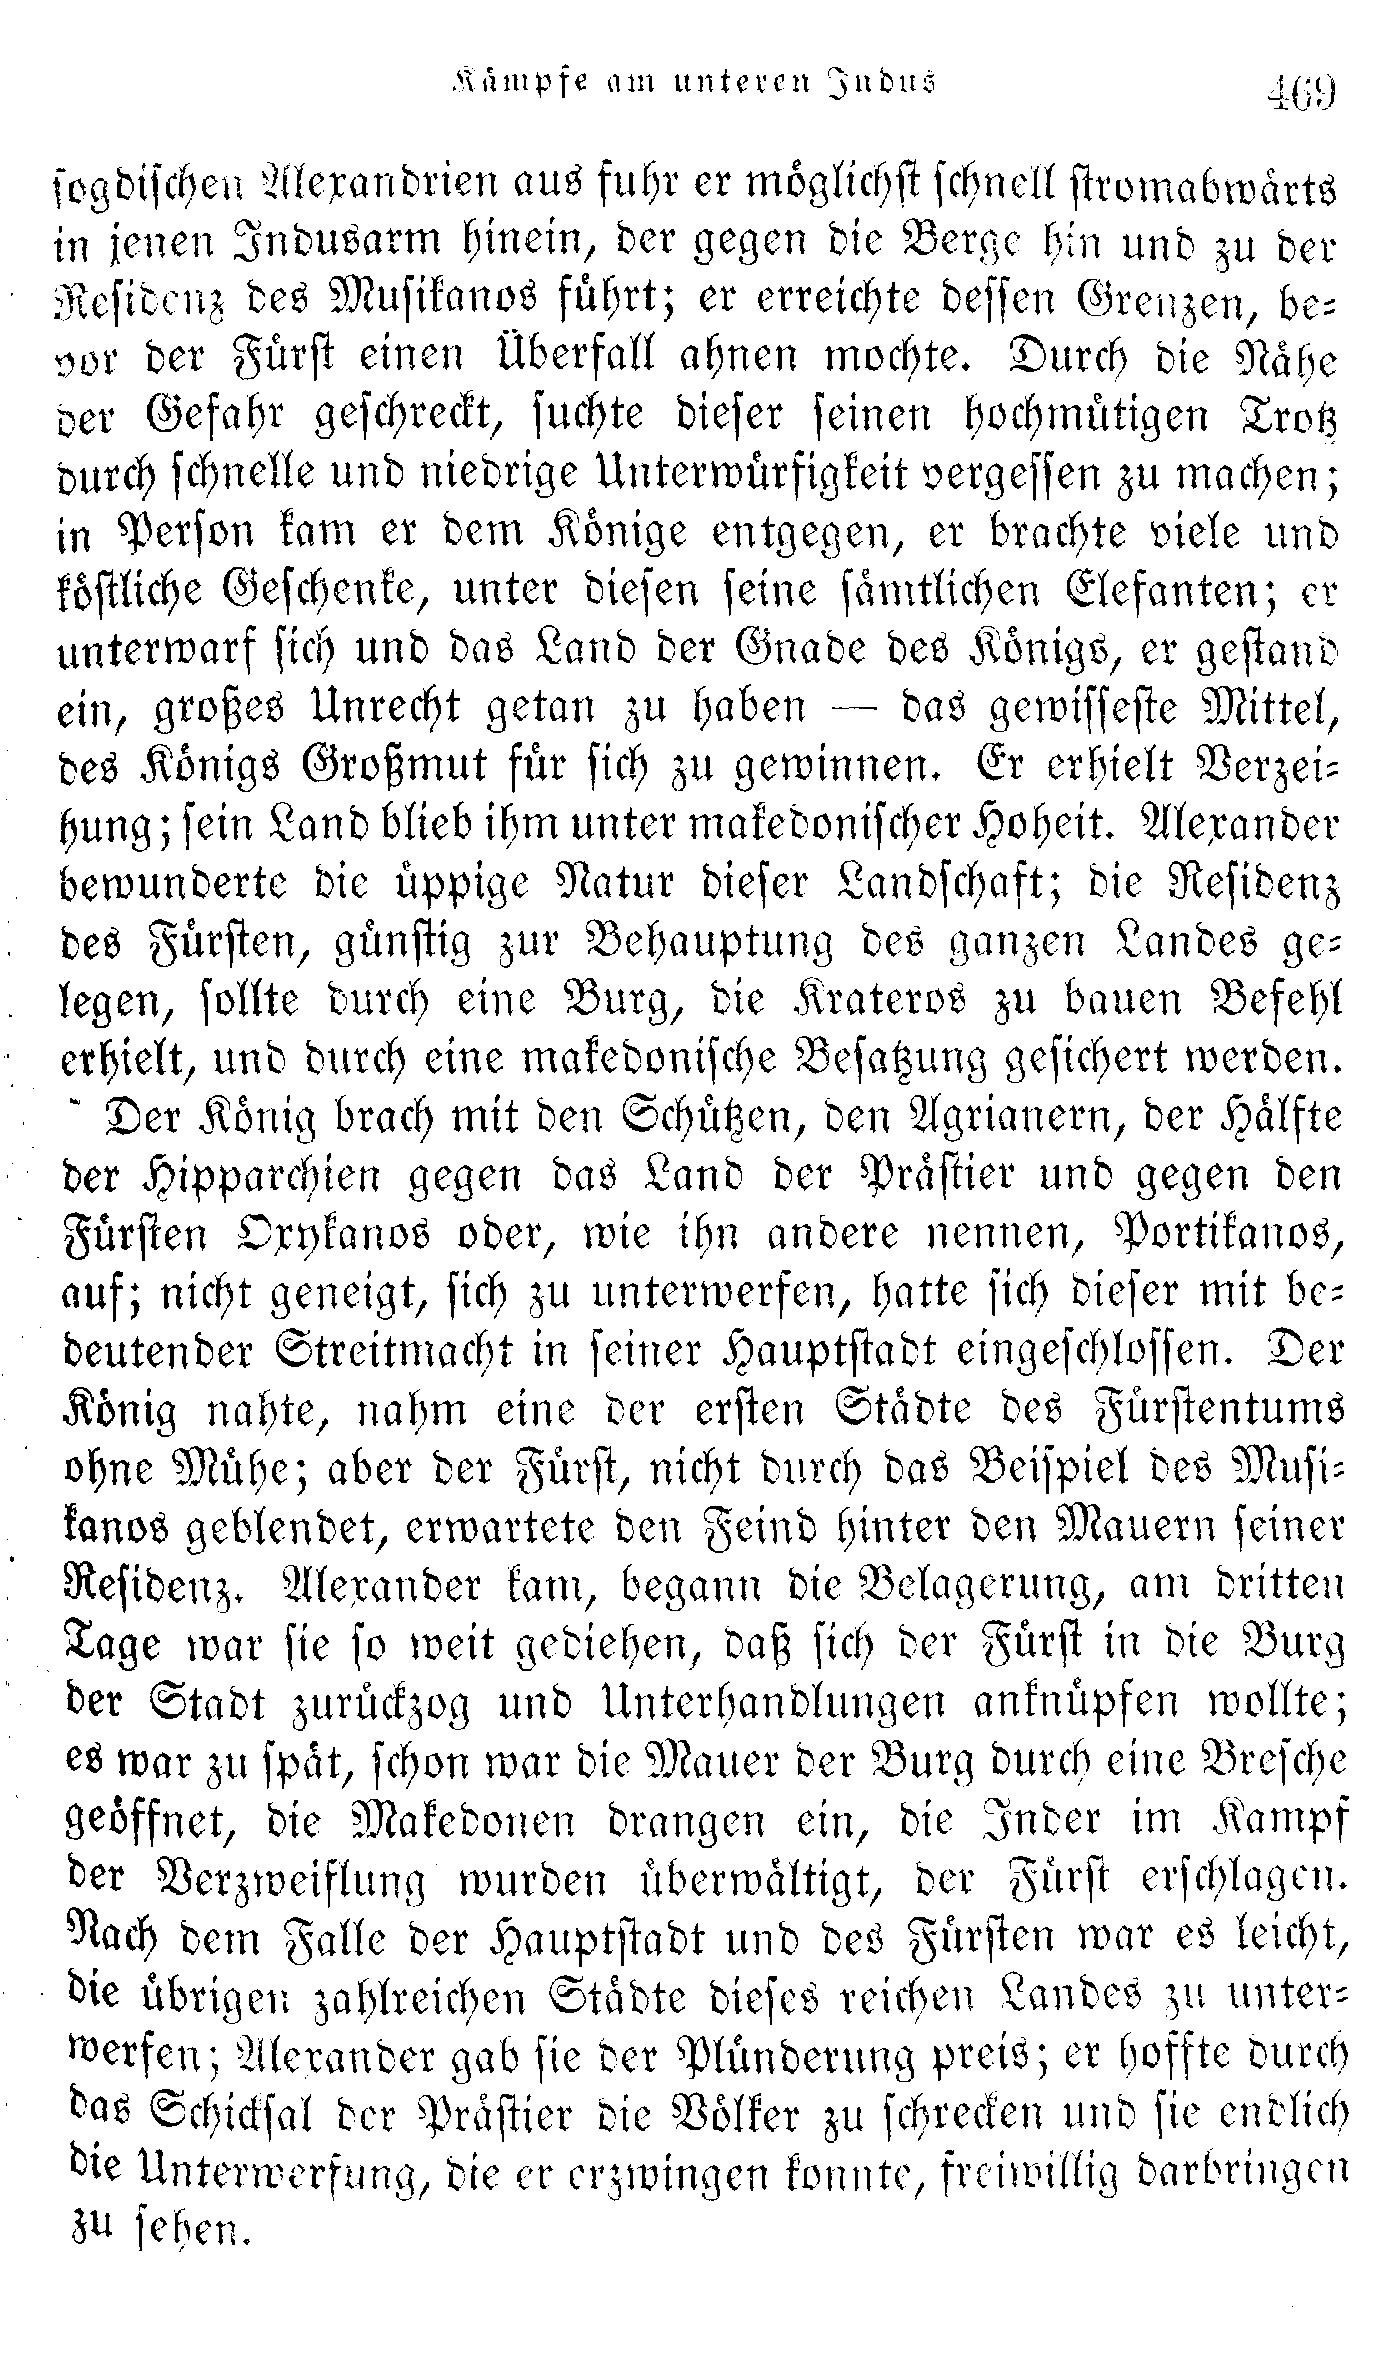 Kämpfe am unteren Indus 469
sogdischen Alexandrien aus fuhr er möglichst schnell stromabwärts
in jenen Indusarm hinein, der gegen die Berge hin und zu der
Residenz des Musikanos führt; er erreichte dessen Grenzen, be-
vor der Fürst einen Überfall ahnen mochte. Durch die Nähe
der Gefahr geschreckt, suchte dieser seinen hochmütigen Trotz
durch schnelle und niedrige Unterwürfigkeit vergessen zu machen;
in Person kam er dem Könige entgegen, er brachte viele und
köstliche Geschenke, unter diesen seine sämtlichen Elefanten; er
unterwarf sich und das Land der Gnade des Königs, er gestand
ein, großes Unrecht getan zu haben — das gewisseste Mittel,
des Königs Großmut für sich zu gewinnen. Er erhielt Verzei-
hung; sein Land blieb ihm unter makedonischer Hoheit. Alexander
bewunderte die üppige Natur dieser Landschaft; die Residenz
des Fürsten, günstig zur Behauptung des ganzen Landes ge-
legen, sollte durch eine Burg, die Krateros zu bauen Befehl
erhielt, und durch eine makedonische Besatzung gesichert werden.
Der König brach mit den Schützen, den Agrianern, der Hälfte
der Hipparchien gegen das Land der Prästier und gegen den
Fürsten Oxykanos oder, wie ihn andere nennen, Portikanos,
auf; nicht geneigt, sich zu unterwerfen, hatte sich dieser mit be-
deutender Streitmacht in seiner Hauptstadt eingeschlossen. Der
König nahte, nahm eine der ersten Städte des Fürstentums
ohne Mühe; aber der Fürst, nicht durch das Beispiel des Musi-
kanos geblendet, erwartete den Feind hinter den Mauern seiner
Residenz. Alexander kam, begann die Belagerung, am dritten
Tage war sie so weit gediehen, daß sich der Fürst in die Burg
der Stadt zurückzog und Unterhandlungen anknüpfen wollte;
es war zu spät, schon war die Mauer der Burg durch eine Bresche
geöffnet, die Makedonen drangen ein, die Inder im Kampf
der Verzweiflung wurden überwältigt, der Fürst erschlagen.
Nach dem Falle der Hauptstadt und des Fürsten war es leicht,
die übrigen zahlreichen Städte dieses reichen Landes zu unter-
werfen; Alexander gab sie der Plünderung preis; er hoffte durch
das Schicksal der Prästier die Völker zu schrecken und sie endlich
die Unterwerfung, die er erzwingen konnte, freiwillig darbringen
zu sehen.